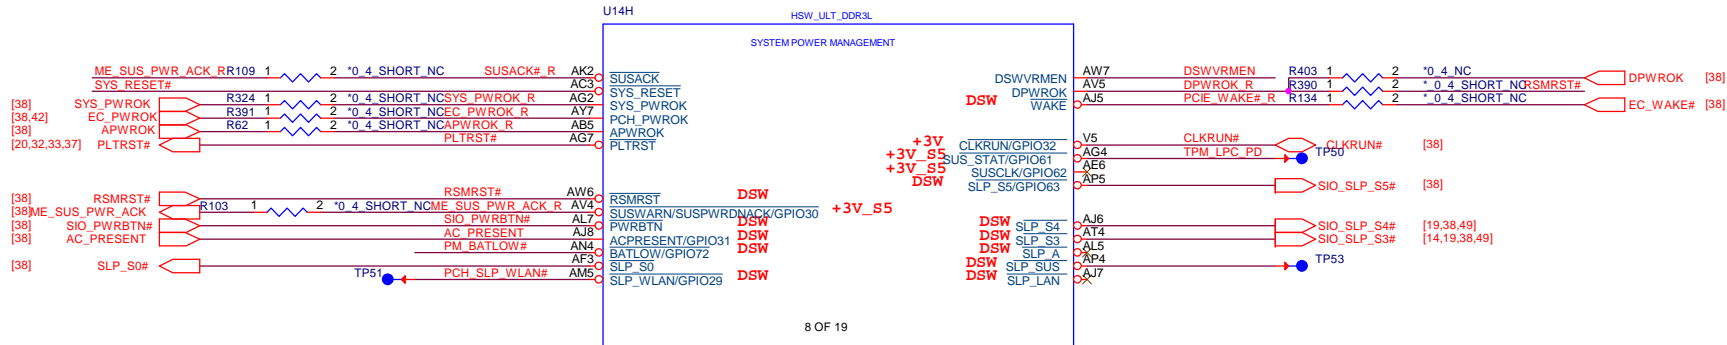 U14H
HSW_ULT_DDR3L
SYSTEM POWER MANAGEMENT
ME_SUS_PWR_ACK_R R109 1 2 *0_4_SHORT_NC SUSACK#_R AK2 SUSACK
SYS_RESET# AC3 SYS_RESET
[38] SYS_PWROK R324 1 2 *0_4_SHORT_NC SYS_PWROK_R AG2 SYS_PWROK
[38,42] EC_PWROK R391 1 2 *0_4_SHORT_NC EC_PWROK_R AY7 PCH_PWROK
[38] APWROK R62 1 2 *0_4_SHORT_NC APWROK_R AB5 APWROK
[20,32,33,37] PLTRST# PLTRST# AG7 PLTRST
[38] RSMRST# RSMRST# AW6 RSMRST DSW
[38] ME_SUS_PWR_ACK R103 1 2 *0_4_SHORT_NC ME_SUS_PWR_ACK_R AV4 SUSWARN/SUSPWRDNACK/GPIO30 +3V_S5
[38] SIO_PWRBTN# SIO_PWRBTN# AL7 PWRBTN DSW
[38] AC_PRESENT AC_PRESENT AJ8 ACPRESENT/GPIO31 DSW
PM_BATLOW# AN4 BATLOW/GPIO72 DSW
[38] SLP_S0# AF3 SLP_S0
TP51 PCH_SLP_WLAN# AM5 SLP_WLAN/GPIO29 DSW
DSWVRMEN AW7 DSWVRMEN R403 1 2 *0_4_NC DPWROK [38]
DPWROK AV5 DPWROK_R R390 1 2 *0_4_SHORT_NC RSMRST#
DSW WAKE AJ5 PCIE_WAKE#_R R134 1 2 *0_4_SHORT_NC EC_WAKE# [38]
+3V CLKRUN/GPIO32 V5 CLKRUN# CLKRUN# [38]
+3V_S5 SUS_STAT/GPIO61 AG4 TPM_LPC_PD TP50
+3V_S5 SUSCLK/GPIO62 AE6
DSW SLP_S5/GPIO63 AP5 SIO_SLP_S5# [38]
DSW SLP_S4 AJ6 SIO_SLP_S4# [19,38,49]
DSW SLP_S3 AT4 SIO_SLP_S3# [14,19,38,49]
DSW SLP_A AL5
DSW SLP_SUS AP4 TP53
DSW SLP_LAN AJ7
8 OF 19